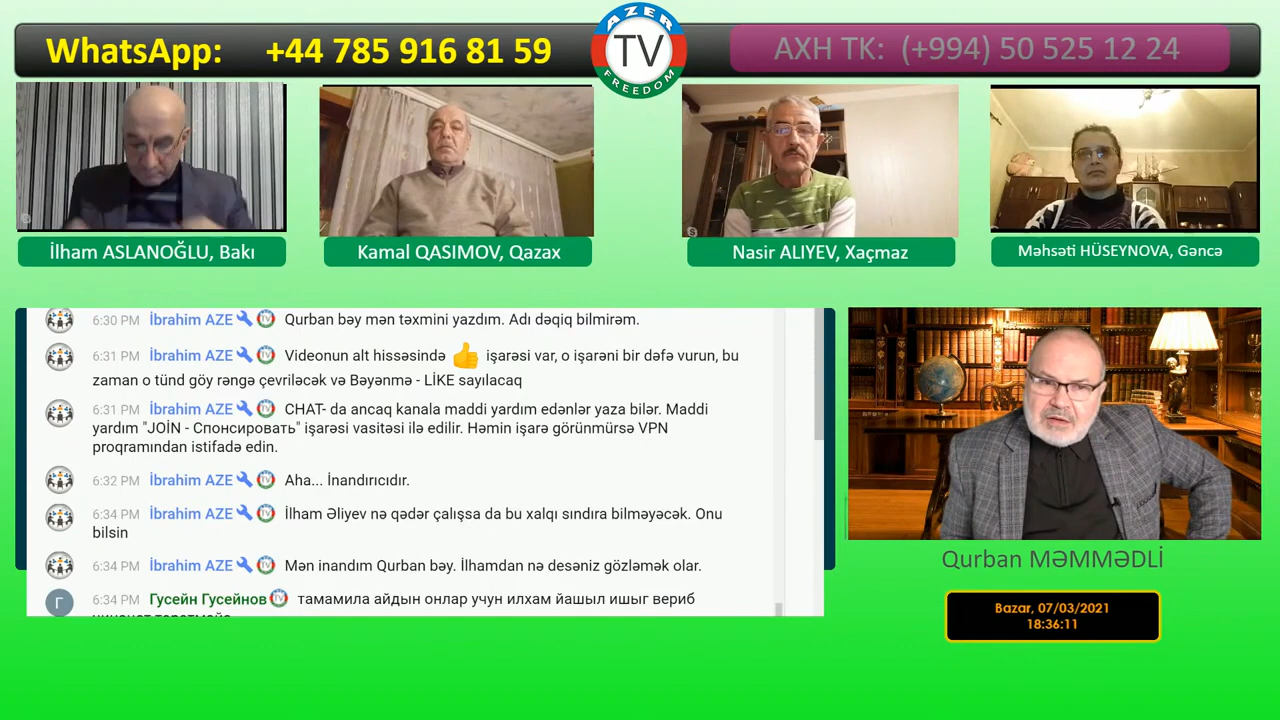 WhatsApp: +44 785 916 81 59
AZER
TV
FREEDOM
AXH TK: (+994) 50 525 12 24
İlham ASLANOĞLU, Bakı
Kamal QASIMOV, Qazax
Nasir ALIYEV, Xaçmaz
Məhsəti HÜSEYNOVA, Gəncə
6:30 PM İbrahim AZE Qurban bəy mən təxmini yazdım. Adı dəqiq bilmirəm.
6:31 PM İbrahim AZE Videonun alt hissəsində 👍 işarəsi var, o işarəni bir dəfə vurun, bu
zaman o tünd göy rəngə çevriləcək və Bəyənmə - LİKE sayılacaq
6:31 PM İbrahim AZE CHAT- da ancaq kanala maddi yardım edənlər yaza bilər. Maddi
yardım "JOİN - Спонсировать" işarəsi vasitəsi ilə edilir. Həmin işarə görünmürsə VPN
proqramından istifadə edin.
6:32 PM İbrahim AZE Aha... İnandırıcıdır.
6:34 PM İbrahim AZE İlham Əliyev nə qədər çalışsa da bu xalqı sındıra bilməyəcək. Onu
bilsin
6:34 PM İbrahim AZE Mən inandım Qurban bəy. İlhamdan nə desəniz gözləmək olar.
Г 6:34 PM Гусейн Гусейнов тамамила айдын онлар учун илхам йашыл ишыг вериб
Qurban MƏMMƏDLİ
Bazar, 07/03/2021
18:36:11